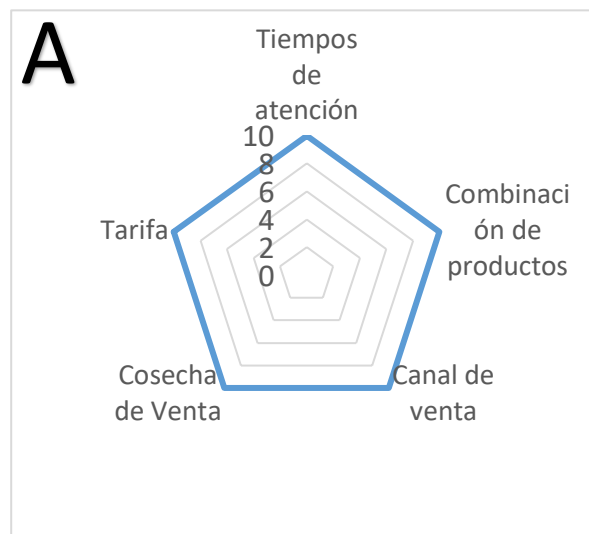 A
Tiempos
de
atención
10
8
6
4
2
0
Combinaci
ón de
productos
Canal de
venta
Cosecha
de Venta
Tarifa